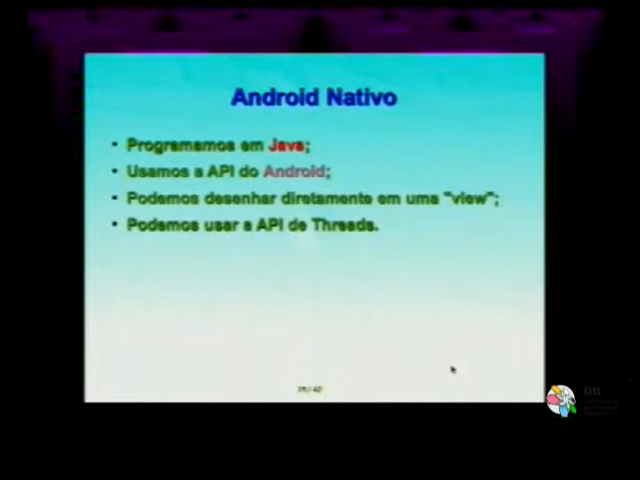 Android Nativo
• Programamos em Java;
• Usamos a API do Android;
• Podemos desenhar diretamente em uma "view";
• Podemos usar a API de Threads.
CISL